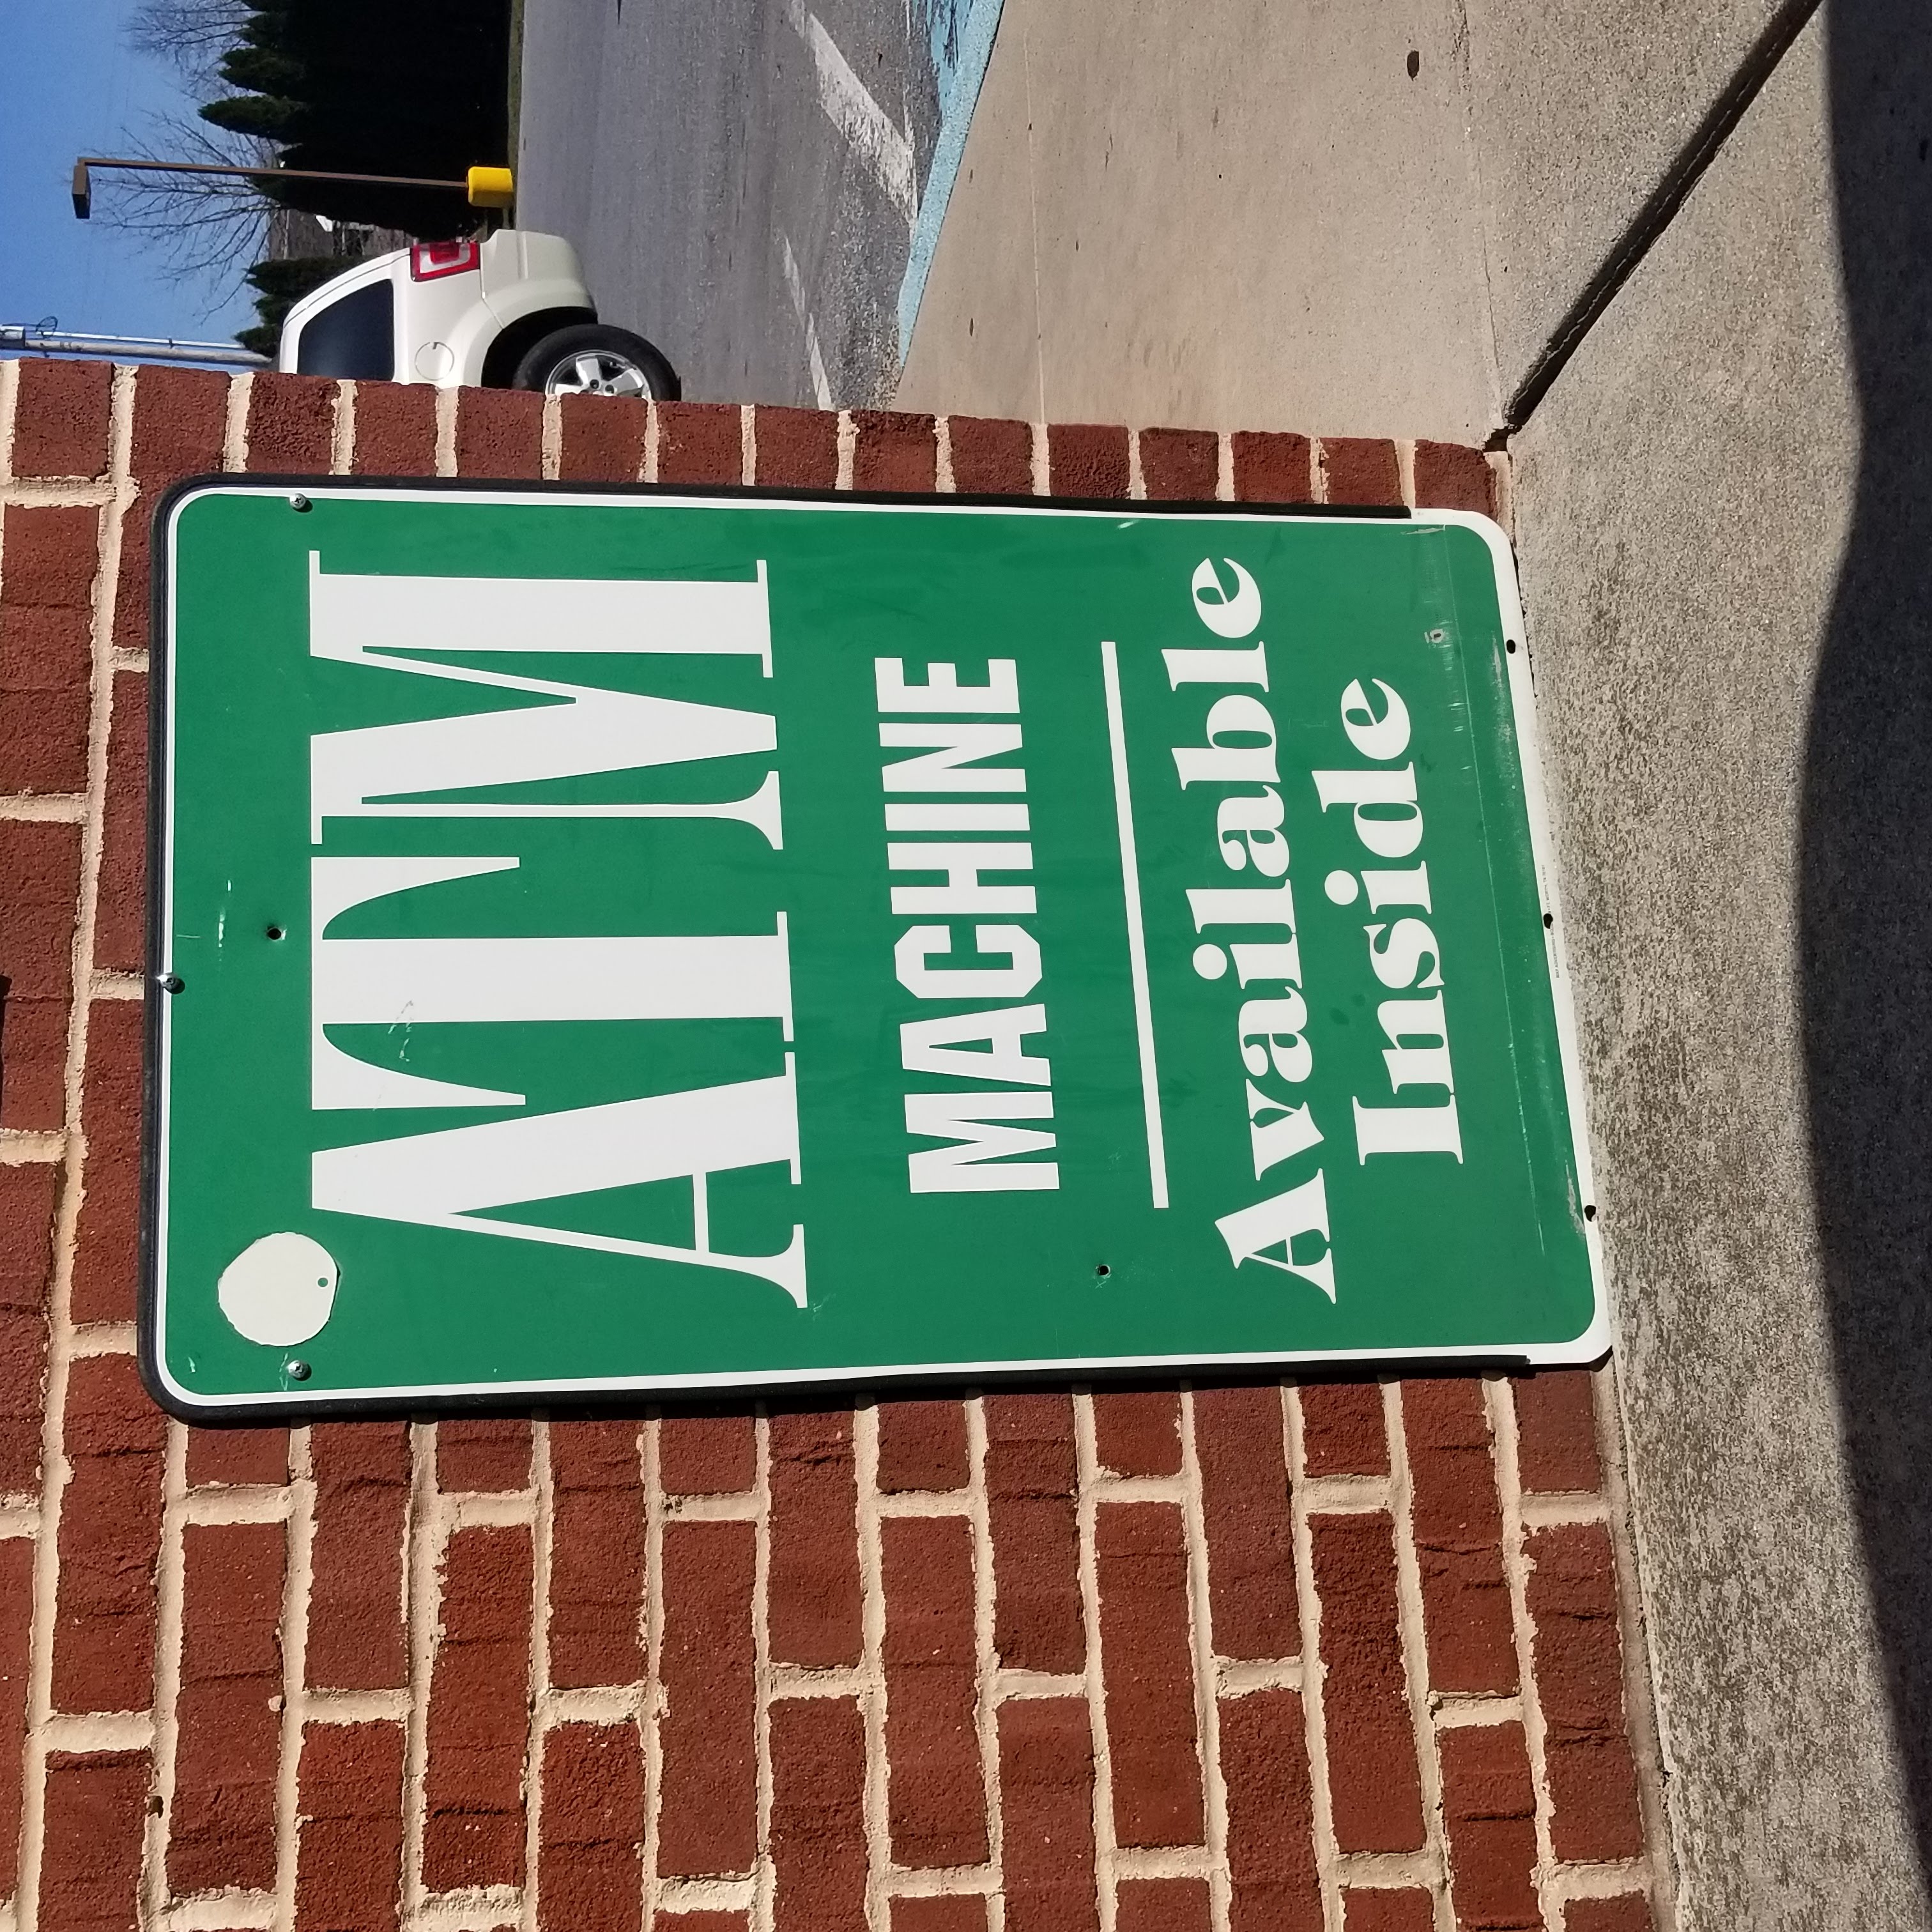 ATM
MACHINE
Available
Inside